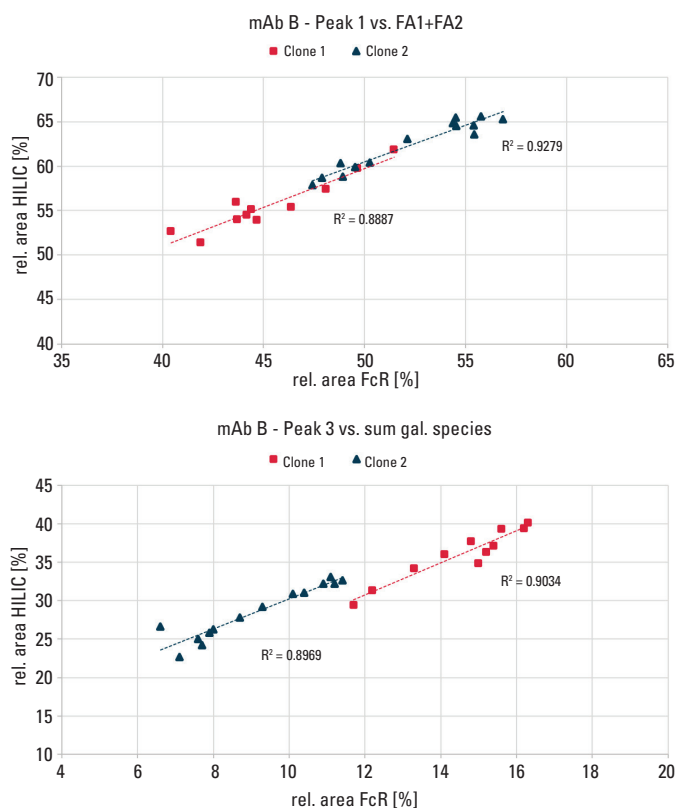 mAb B - Peak 1 vs. FA1+FA2
Clone 1 Clone 2
rel. area HILIC [%]
70
65
60
55
50
45
40
R² = 0.9279
R² = 0.8887
35 40 45 50 55 60 65
rel. area FcR [%]
mAb B - Peak 3 vs. sum gal. species
Clone 1 Clone 2
rel. area HILIC [%]
45
40
35
30
25
20
15
10
R² = 0.9034
R² = 0.8969
4 6 8 10 12 14 16 18 20
rel. area FcR [%]